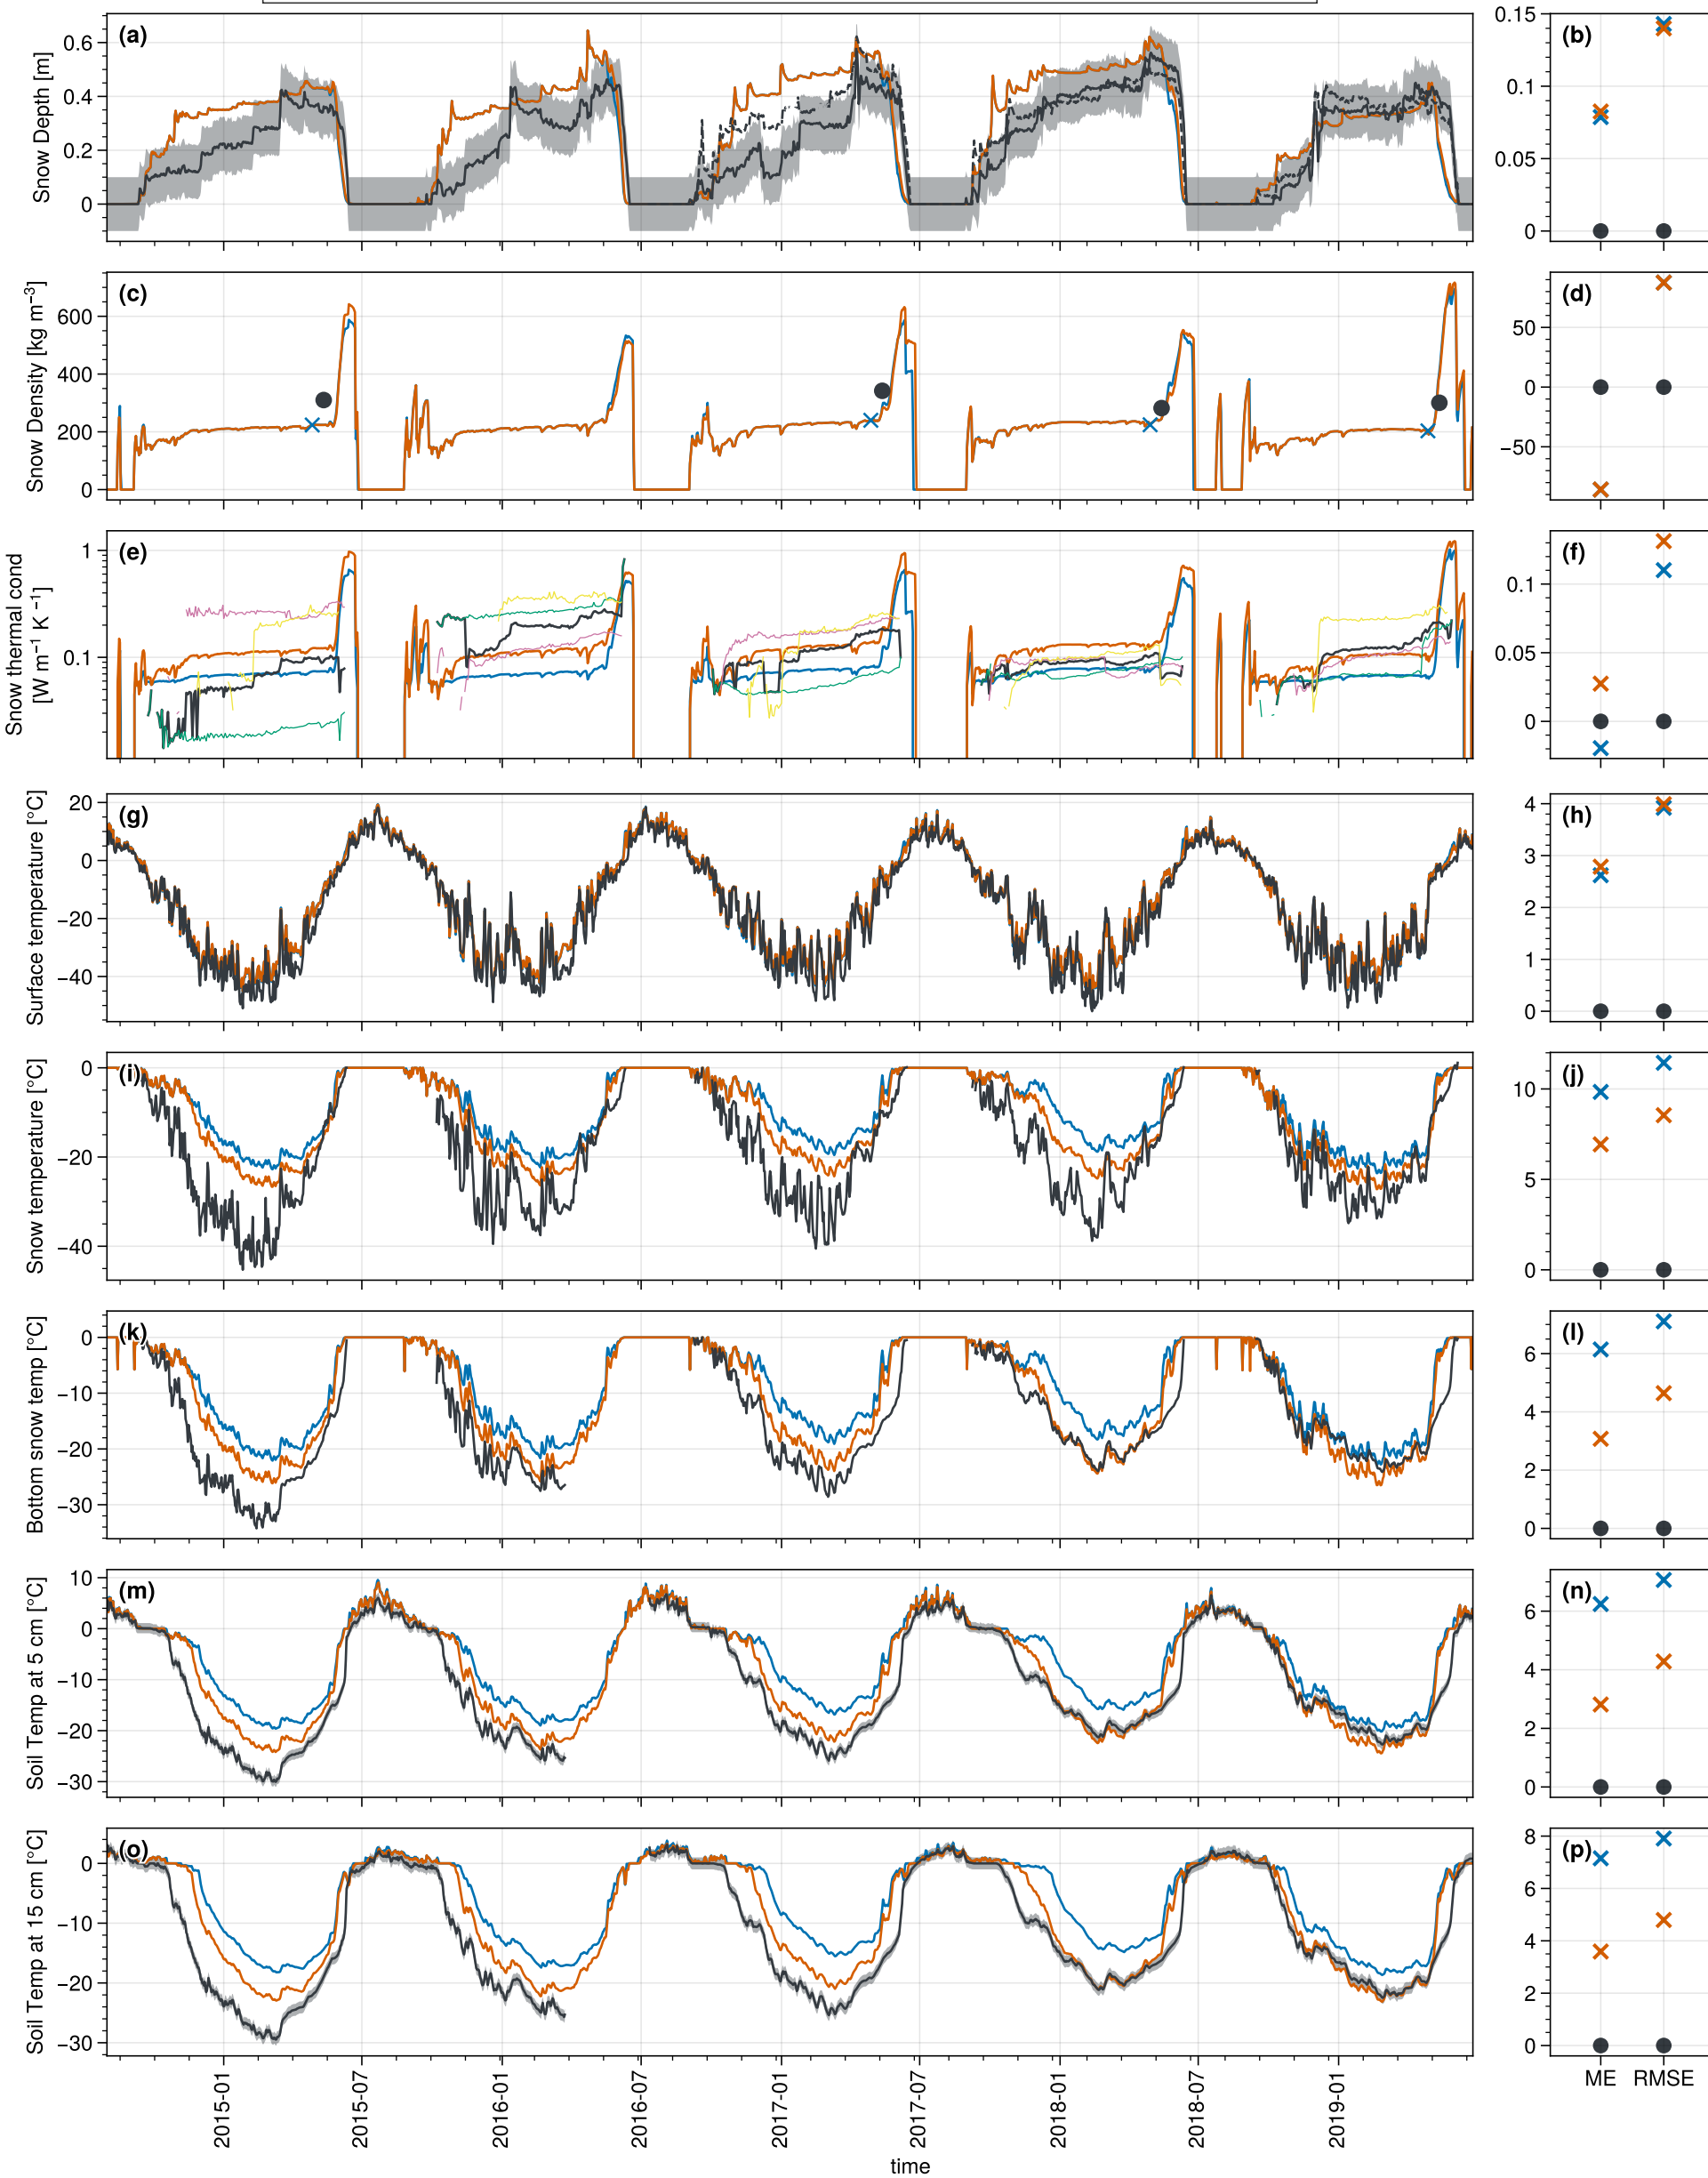 (a)
Snow Depth [m]
0.6
0.4
0.2
0
(b)
0.15
0.1
0.05
0
(c)
Snow Density [kg m⁻³]
600
400
200
0
(d)
50
0
−50
(e)
Snow thermal cond
[W m⁻¹ K ⁻¹]
1
0.1
(f)
0.1
0.05
0
(g)
Surface temperature [°C]
20
0
−20
−40
(h)
4
3
2
1
0
(i)
Snow temperature [°C]
0
−20
−40
(j)
10
5
0
(k)
Bottom snow temp [°C]
0
−10
−20
−30
(l)
6
4
2
0
(m)
Soil Temp at 5 cm [°C]
10
0
−10
−20
−30
(n)
6
4
2
0
(o)
Soil Temp at 15 cm [°C]
0
−10
−20
−30
(p)
8
6
4
2
0
2015-01
2015-07
2016-01
2016-07
2017-01
2017-07
2018-01
2018-07
2019-01
time
ME RMSE